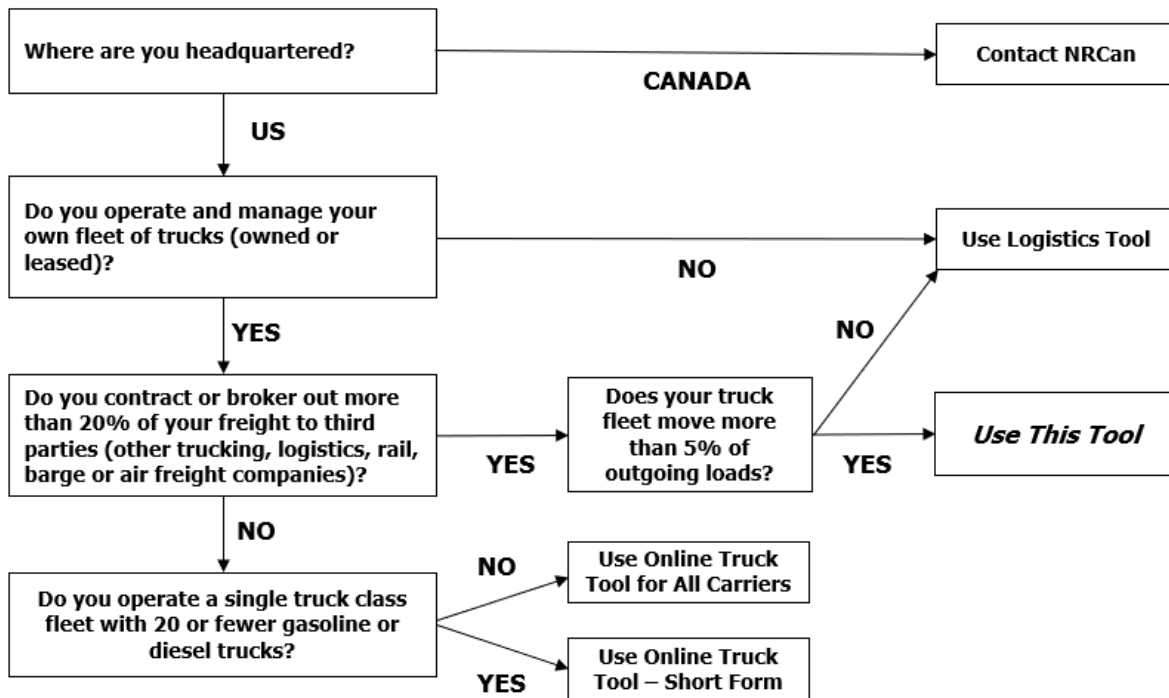 Where are you headquartered?
CANADA
Contact NRCan
US
Do you operate and manage your
own fleet of trucks (owned or
leased)?
NO
Use Logistics Tool
YES
NO
Do you contract or broker out more
than 20% of your freight to third
parties (other trucking, logistics, rail,
barge or air freight companies)?
YES
Does your truck
fleet move more
than 5% of
outgoing loads?
YES
Use This Tool
NO
Do you operate a single truck class
fleet with 20 or fewer gasoline or
diesel trucks?
NO
Use Online Truck
Tool for All Carriers
YES
Use Online Truck
Tool – Short Form